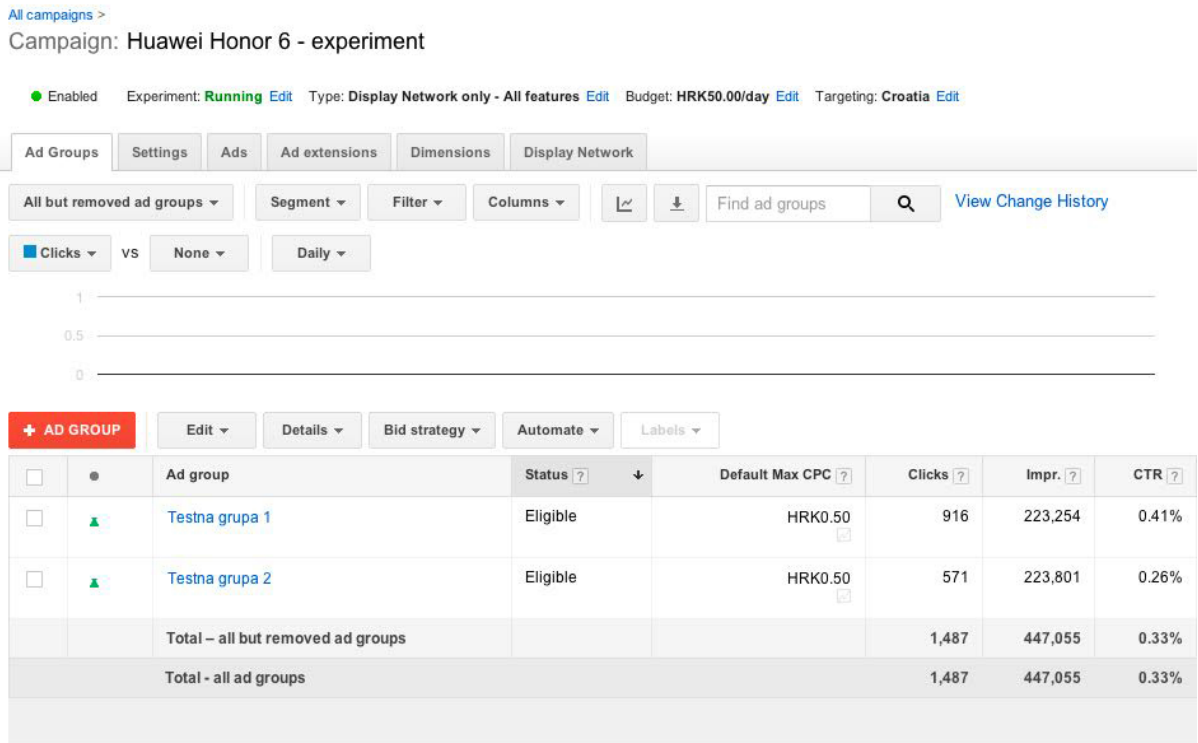 All campaigns >
Campaign: Huawei Honor 6 - experiment
Enabled Experiment: Running Edit Type: Display Network only - All features Edit Budget: HRK50.00/day Edit Targeting: Croatia Edit
Ad Groups Settings Ads Ad extensions Dimensions Display Network
All but removed ad groups Segment Filter Columns Find ad groups View Change History
Clicks VS None Daily
1
0.5
0
+ AD GROUP Edit Details Bid strategy Automate Labels
Ad group Status ? Default Max CPC ? Clicks ? Impr. ? CTR ?
Testna grupa 1 Eligible HRK0.50 916 223,254 0.41%
Testna grupa 2 Eligible HRK0.50 571 223,801 0.26%
Total – all but removed ad groups 1,487 447,055 0.33%
Total - all ad groups 1,487 447,055 0.33%